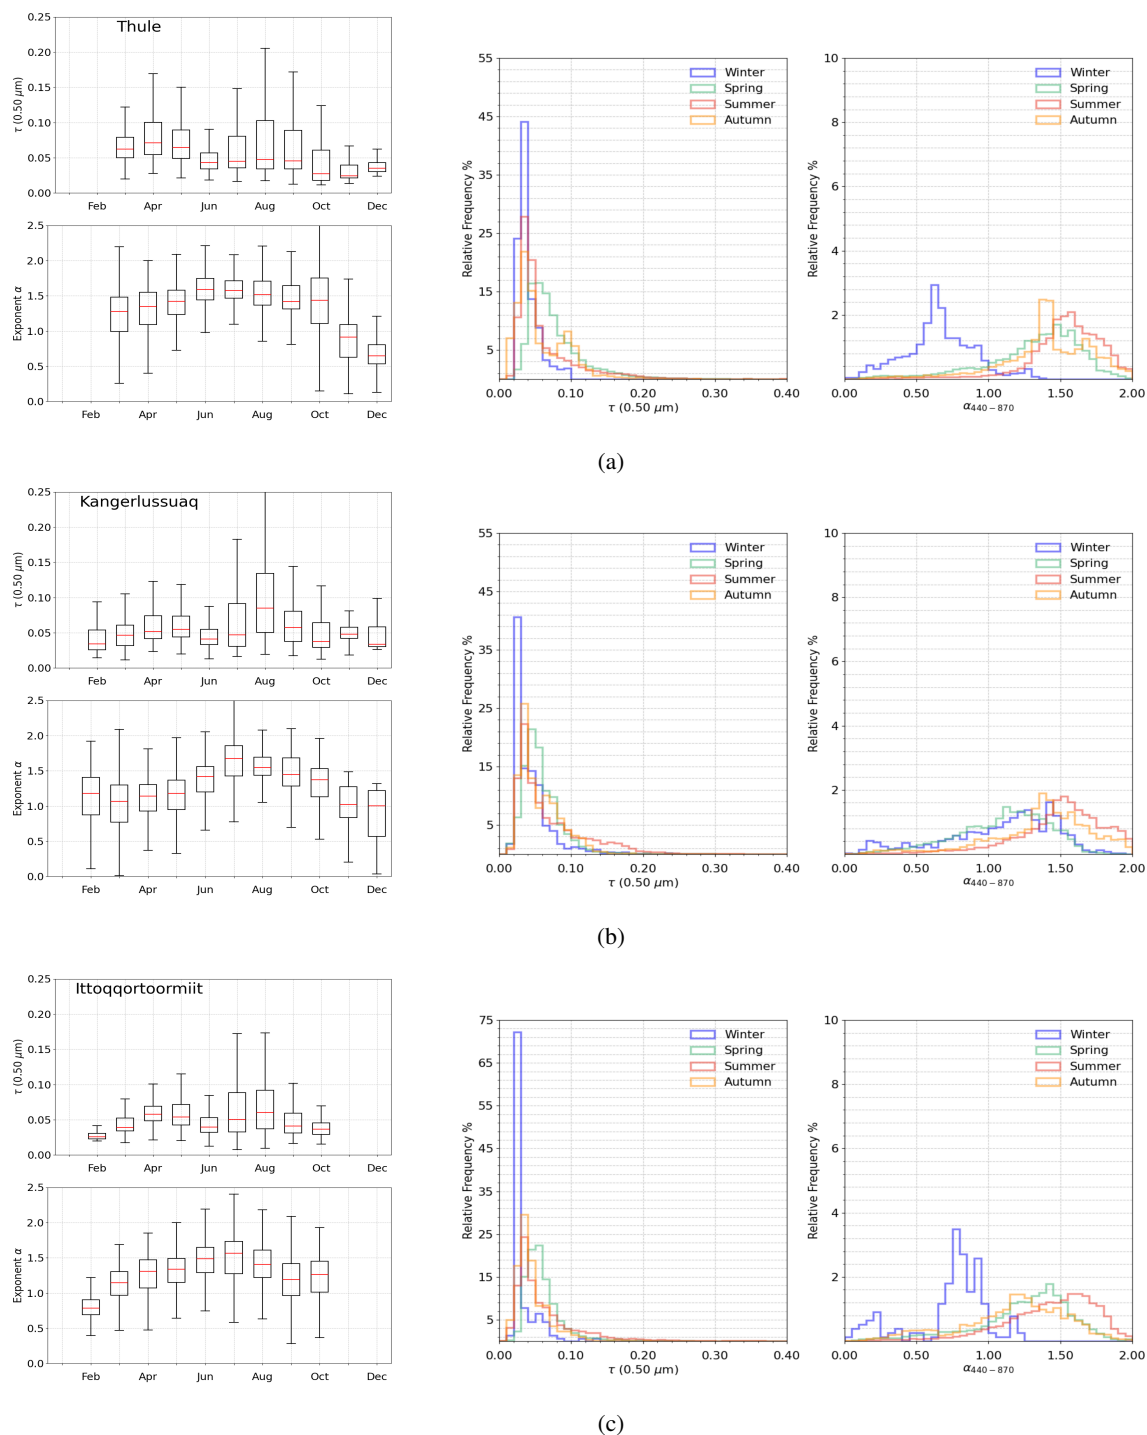 Thule
0.25
0.20
0.15
0.10
0.05
0.00
τ (0.50 μm)
Feb Apr Jun Aug Oct Dec
2.5
2.0
1.5
1.0
0.5
0.0
Exponent α
Feb Apr Jun Aug Oct Dec
55
45
35
25
15
5
Relative Frequency %
Winter
Spring
Summer
Autumn
0.00 0.10 0.20 0.30 0.40
τ (0.50 μm)
10
8
6
4
2
Relative Frequency %
Winter
Spring
Summer
Autumn
0.00 0.50 1.00 1.50 2.00
α440−870
(a)
Kangerlussuaq
0.25
0.20
0.15
0.10
0.05
0.00
τ (0.50 μm)
Feb Apr Jun Aug Oct Dec
2.5
2.0
1.5
1.0
0.5
0.0
Exponent α
Feb Apr Jun Aug Oct Dec
55
45
35
25
15
5
Relative Frequency %
Winter
Spring
Summer
Autumn
0.00 0.10 0.20 0.30 0.40
τ (0.50 μm)
10
8
6
4
2
Relative Frequency %
Winter
Spring
Summer
Autumn
0.00 0.50 1.00 1.50 2.00
α440−870
(b)
Ittoqqortoormiit
0.25
0.20
0.15
0.10
0.05
0.00
τ (0.50 μm)
Feb Apr Jun Aug Oct Dec
2.5
2.0
1.5
1.0
0.5
0.0
Exponent α
Feb Apr Jun Aug Oct Dec
75
65
55
45
35
25
15
5
Relative Frequency %
Winter
Spring
Summer
Autumn
0.00 0.10 0.20 0.30 0.40
τ (0.50 μm)
10
8
6
4
2
Relative Frequency %
Winter
Spring
Summer
Autumn
0.00 0.50 1.00 1.50 2.00
α440−870
(c)